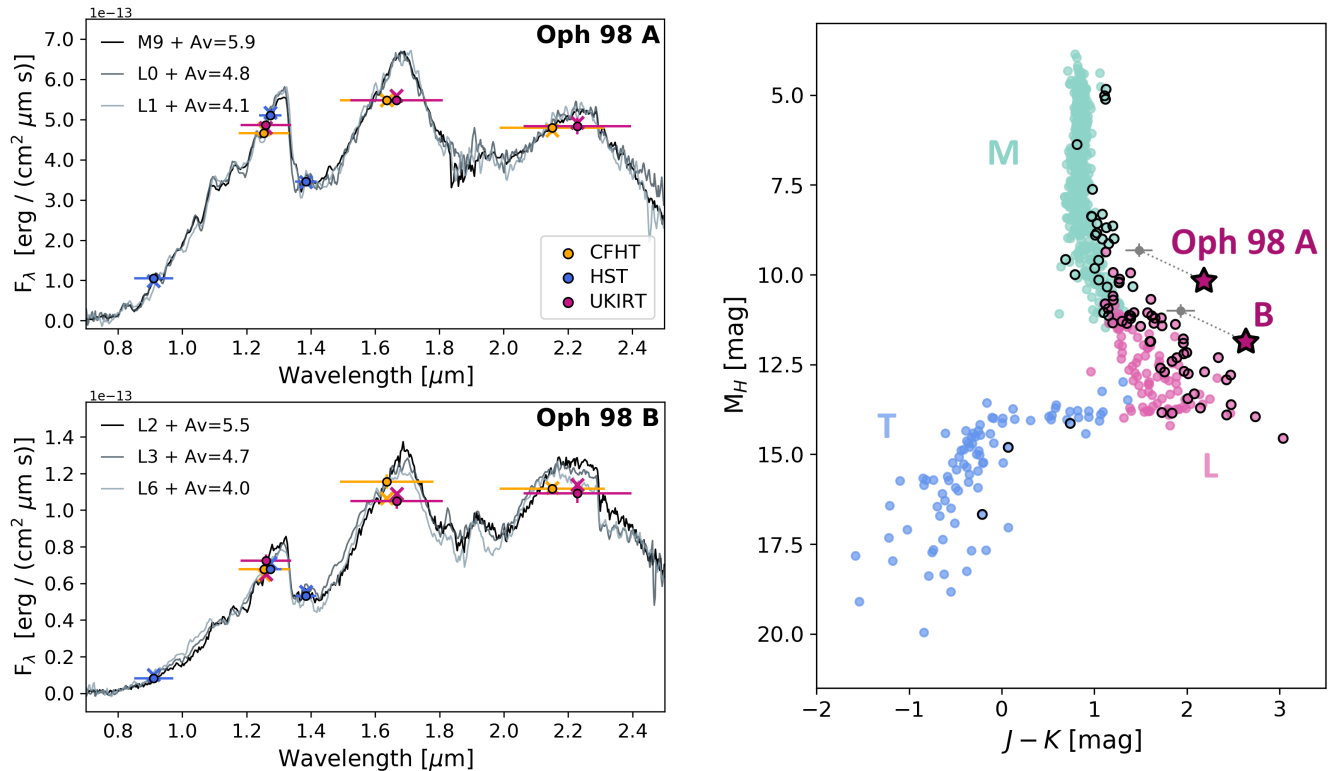 1e−13
Oph 98 A
M9 + Av=5.9
L0 + Av=4.8
L1 + Av=4.1
7.0
6.0
5.0
4.0
3.0
2.0
1.0
0.0
F_λ [erg / (cm² μm s)]
CFHT
HST
UKIRT
0.8 1.0 1.2 1.4 1.6 1.8 2.0 2.2 2.4
Wavelength [μm]
1e−13
Oph 98 B
L2 + Av=5.5
L3 + Av=4.7
L6 + Av=4.0
1.4
1.2
1.0
0.8
0.6
0.4
0.2
0.0
F_λ [erg / (cm² μm s)]
0.8 1.0 1.2 1.4 1.6 1.8 2.0 2.2 2.4
Wavelength [μm]
5.0
7.5
10.0
12.5
15.0
17.5
20.0
M_H [mag]
M
Oph 98 A
B
T
L
−2 −1 0 1 2 3
J − K [mag]